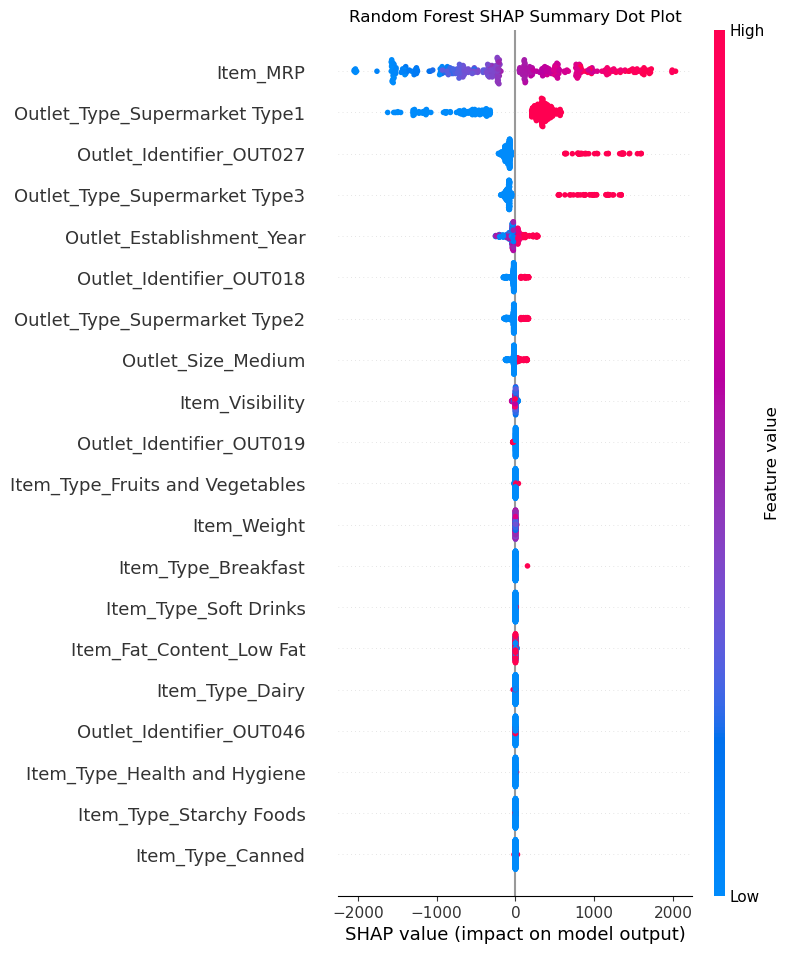 Random Forest SHAP Summary Dot Plot
High
Item_MRP
Outlet_Type_Supermarket Type1
Outlet_Identifier_OUT027
Outlet_Type_Supermarket Type3
Outlet_Establishment_Year
Outlet_Identifier_OUT018
Outlet_Type_Supermarket Type2
Outlet_Size_Medium
Item_Visibility
Outlet_Identifier_OUT019
Item_Type_Fruits and Vegetables
Item_Weight
Item_Type_Breakfast
Item_Type_Soft Drinks
Item_Fat_Content_Low Fat
Item_Type_Dairy
Outlet_Identifier_OUT046
Item_Type_Health and Hygiene
Item_Type_Starchy Foods
Item_Type_Canned
Feature value
Low
−2000 −1000 0 1000 2000
SHAP value (impact on model output)